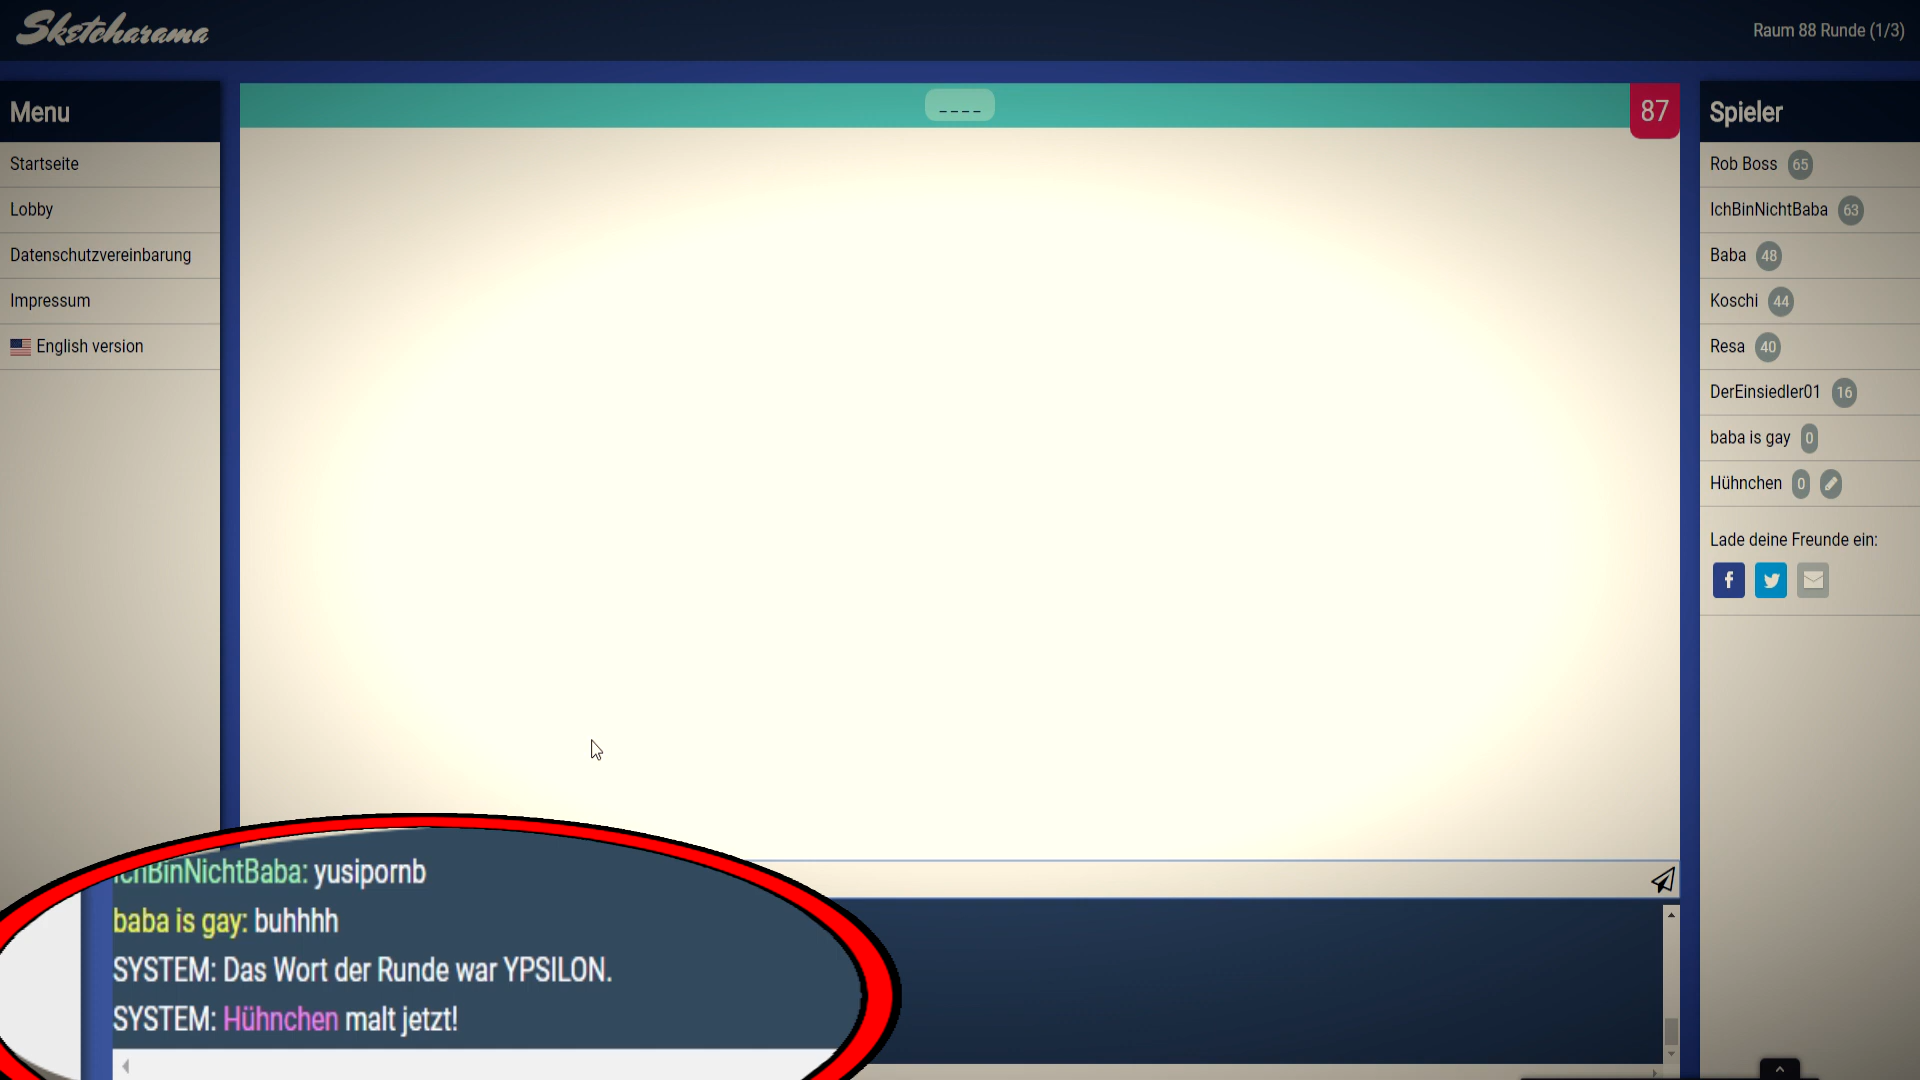 Sketcharama
Raum 88 Runde (1/3)
Menu
Startseite
Lobby
Datenschutzvereinbarung
Impressum
English version
_ _ _ _
87
Spieler
Rob Boss 65
IchBinNichtBaba 63
Baba 48
Koschi 44
Resa 40
DerEinsiedler01 16
baba is gay 0
Hühnchen 0
Lade deine Freunde ein:
IchBinNichtBaba: yusipornb
baba is gay: buhhhh
SYSTEM: Das Wort der Runde war YPSILON.
SYSTEM: Hühnchen malt jetzt!